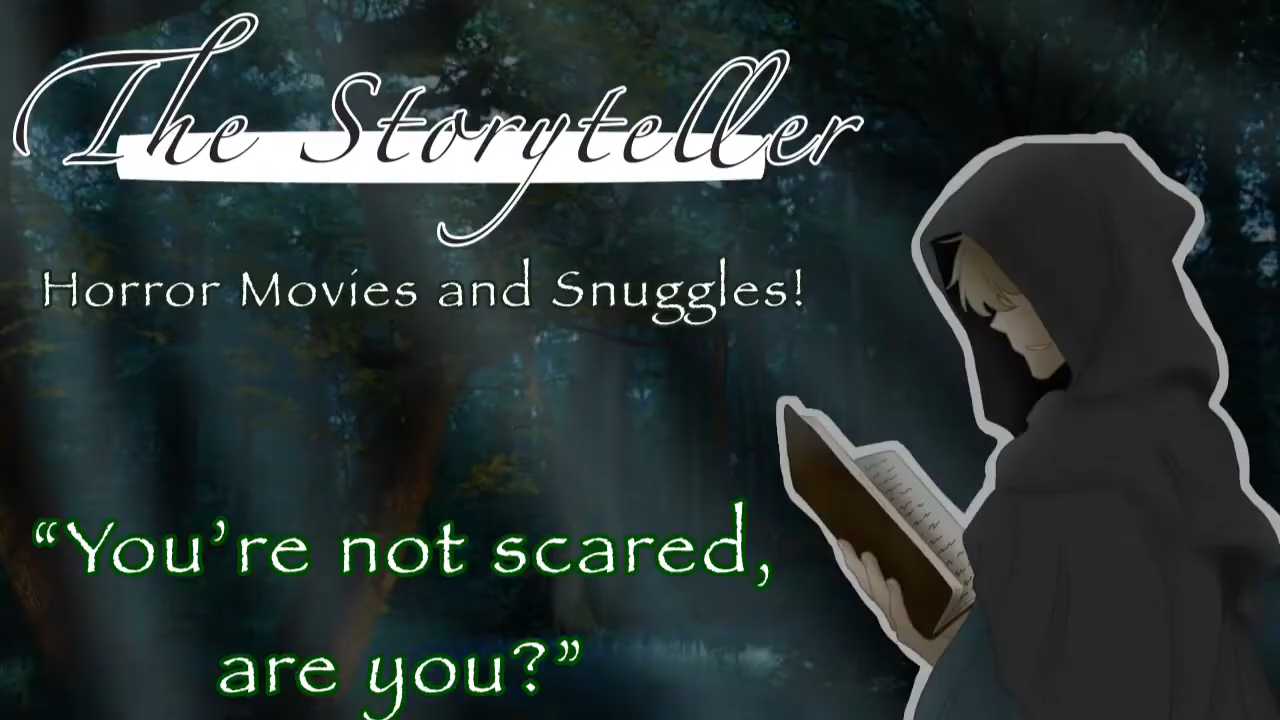 The Storyteller
Horror Movies and Snuggles!
“You’re not scared,
are you?”